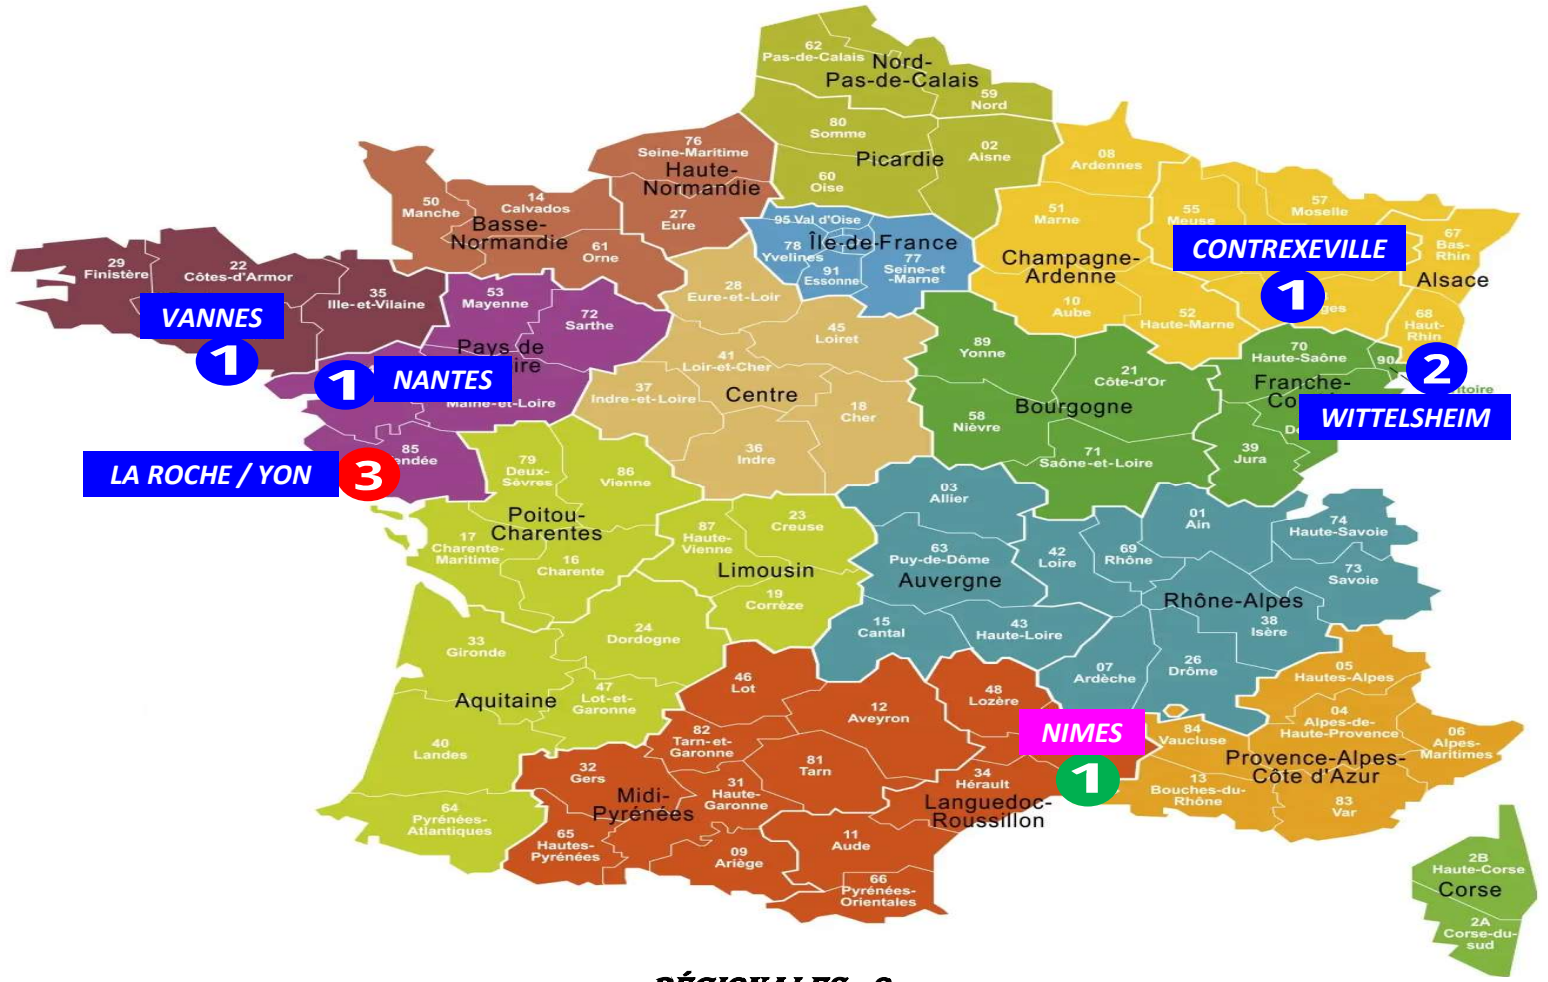 62
Pas-de-Calais
Nord-
Pas-de-Calais
59
Nord
80
Somme
02
Aisne
Picardie
60
Oise
76
Seine-Maritime
Haute-
Normandie
27
Eure
50
Manche
14
Calvados
Basse-
Normandie
61
Orne
95 Val d'Oise
Île-de-France
78
Yvelines
91
Essonne
77
Seine-et
-Marne
08
Ardennes
51
Marne
Champagne-
Ardenne
10
Aube
52
Haute-Marne
55
Meuse
57
Moselle
CONTREXEVILLE
1
ges
67
Bas-
Rhin
Alsace
68
Haut-
Rhin
2
WITTELSHEIM
29
Finistère
22
Côtes-d'Armor
35
Ille-et-Vilaine
VANNES
1
53
Mayenne
72
Sarthe
Pays de
ire
1
NANTES
Maine-et-Loire
LA ROCHE / YON
3
85
endée
28
Eure-et-Loir
45
Loiret
41
Loir-et-Cher
37
Indre-et-Loire
Centre
18
Cher
36
Indre
89
Yonne
21
Côte-d'Or
Bourgogne
58
Nièvre
71
Saône-et-Loire
70
Haute-Saône
90
itoire
Franche-
Co
D
39
Jura
79
Deux-
Sèvres
86
Vienne
Poitou-
Charentes
17
Charente-
Maritime
16
Charente
87
Haute-
Vienne
23
Creuse
Limousin
19
Corrèze
03
Allier
63
Puy-de-Dôme
Auvergne
15
Cantal
43
Haute-Loire
42
Loire
69
Rhône
01
Ain
74
Haute-Savoie
73
Savoie
Rhône-Alpes
38
Isère
07
Ardèche
26
Drôme
33
Gironde
24
Dordogne
Aquitaine
47
Lot-et-
Garonne
40
Landes
64
Pyrénées-
Atlantiques
46
Lot
12
Aveyron
82
Tarn-et-
Garonne
81
Tarn
32
Gers
31
Haute-
Garonne
Midi-
Pyrénées
65
Hautes-
Pyrénées
09
Ariège
48
Lozère
NIMES
1
34
Hérault
Languedoc-
Roussillon
11
Aude
66
Pyrénées-
Orientales
05
Hautes-Alpes
04
Alpes-de-
Haute-Provence
06
Alpes-
Maritimes
84
Vaucluse
Provence-Alpes-
Côte d'Azur
13
Bouches-du-
Rhône
83
Var
2B
Haute-Corse
Corse
2A
Corse-du-
sud